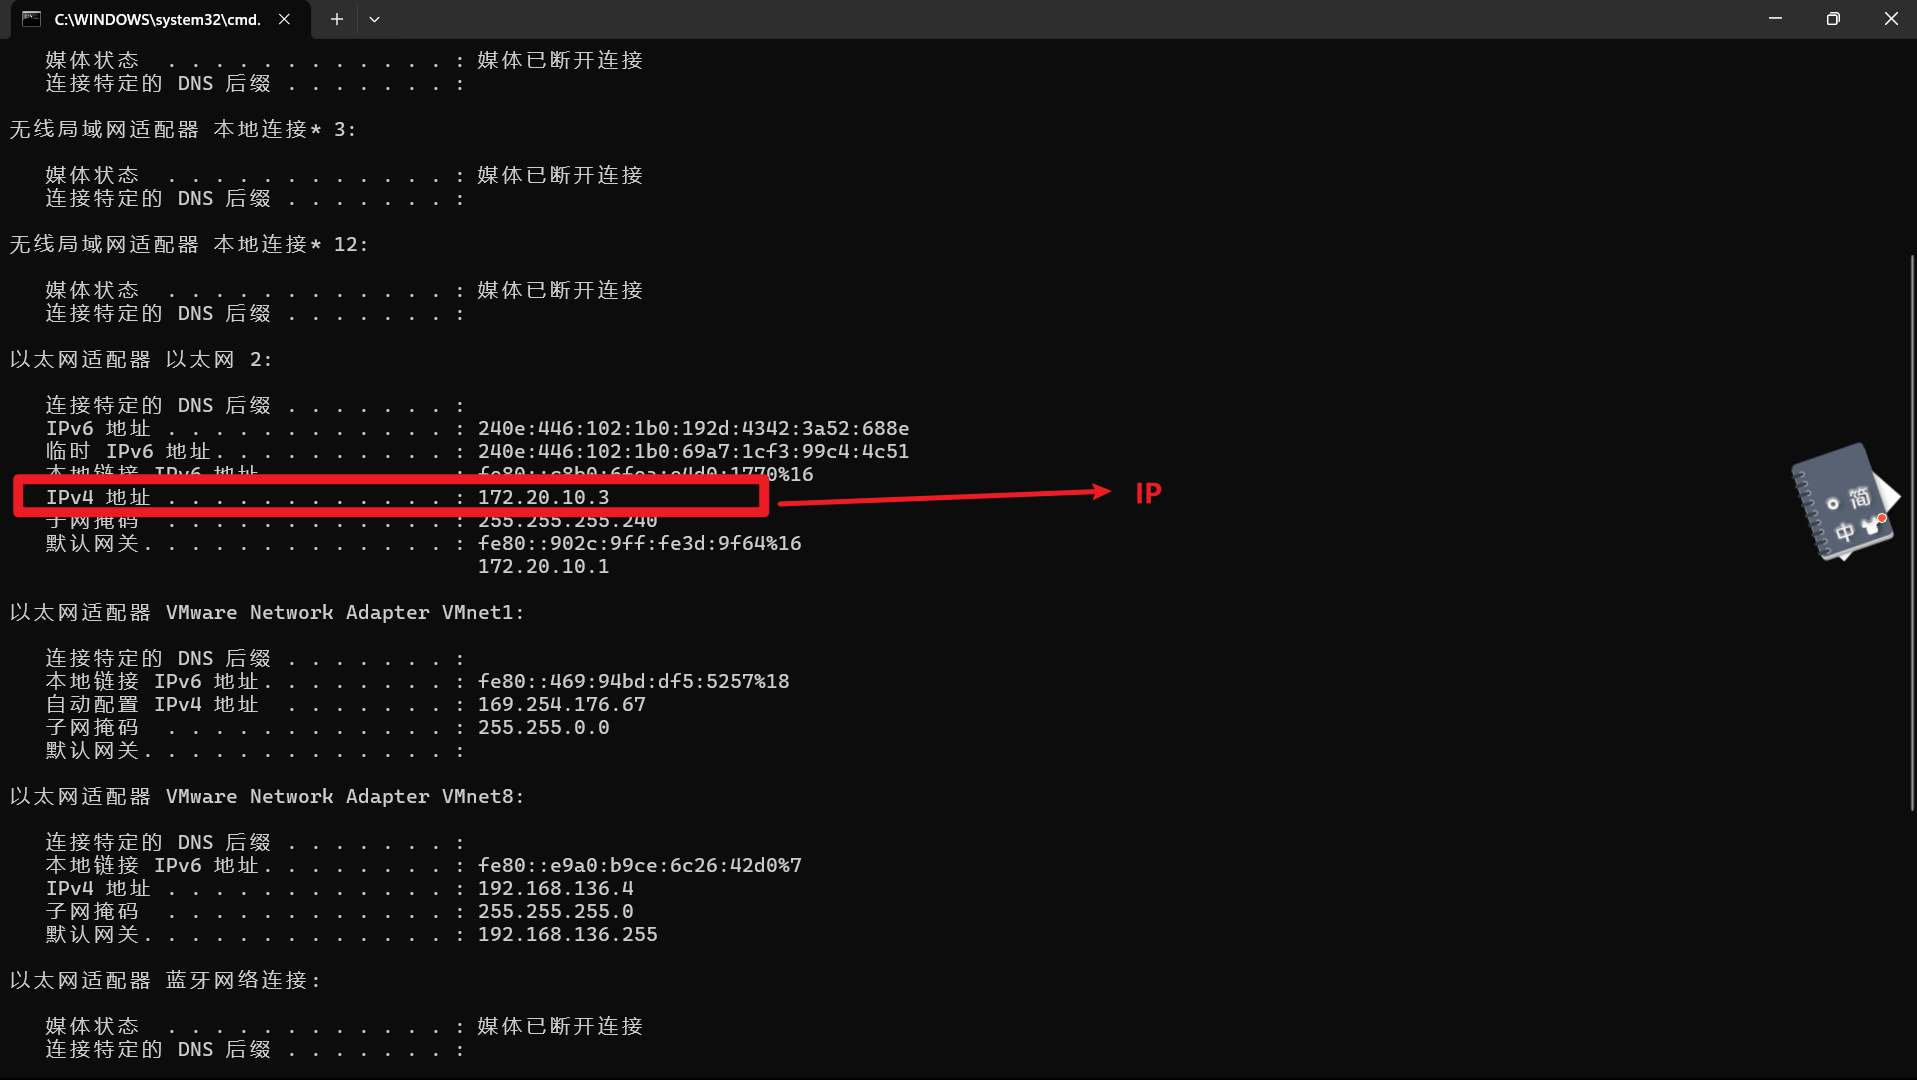 C:\WINDOWS\system32\cmd.
媒体状态  . . . . . . . . . . . . : 媒体已断开连接
连接特定的 DNS 后缀 . . . . . . . :
无线局域网适配器 本地连接* 3:
媒体状态  . . . . . . . . . . . . : 媒体已断开连接
连接特定的 DNS 后缀 . . . . . . . :
无线局域网适配器 本地连接* 12:
媒体状态  . . . . . . . . . . . . : 媒体已断开连接
连接特定的 DNS 后缀 . . . . . . . :
以太网适配器 以太网 2:
连接特定的 DNS 后缀 . . . . . . . :
IPv6 地址 . . . . . . . . . . . . : 240e:446:102:1b0:192d:4342:3a52:688e
临时 IPv6 地址. . . . . . . . . . : 240e:446:102:1b0:69a7:1cf3:99c4:4c51
本地链接 IPv6 地址. . . . . . . . :
IPv4 地址 . . . . . . . . . . . . : 172.20.10.3
IP
子网掩码  . . . . . . . . . . . . : 255.255.255.240
默认网关. . . . . . . . . . . . . : fe80::902c:9ff:fe3d:9f64%16
172.20.10.1
以太网适配器 VMware Network Adapter VMnet1:
连接特定的 DNS 后缀 . . . . . . . :
本地链接 IPv6 地址. . . . . . . . : fe80::469:94bd:df5:5257%18
自动配置 IPv4 地址  . . . . . . . : 169.254.176.67
子网掩码  . . . . . . . . . . . . : 255.255.0.0
默认网关. . . . . . . . . . . . . :
以太网适配器 VMware Network Adapter VMnet8:
连接特定的 DNS 后缀 . . . . . . . :
本地链接 IPv6 地址. . . . . . . . : fe80::e9a0:b9ce:6c26:42d0%7
IPv4 地址 . . . . . . . . . . . . : 192.168.136.4
子网掩码  . . . . . . . . . . . . : 255.255.255.0
默认网关. . . . . . . . . . . . . : 192.168.136.255
以太网适配器 蓝牙网络连接:
媒体状态  . . . . . . . . . . . . : 媒体已断开连接
连接特定的 DNS 后缀 . . . . . . . :
简
中